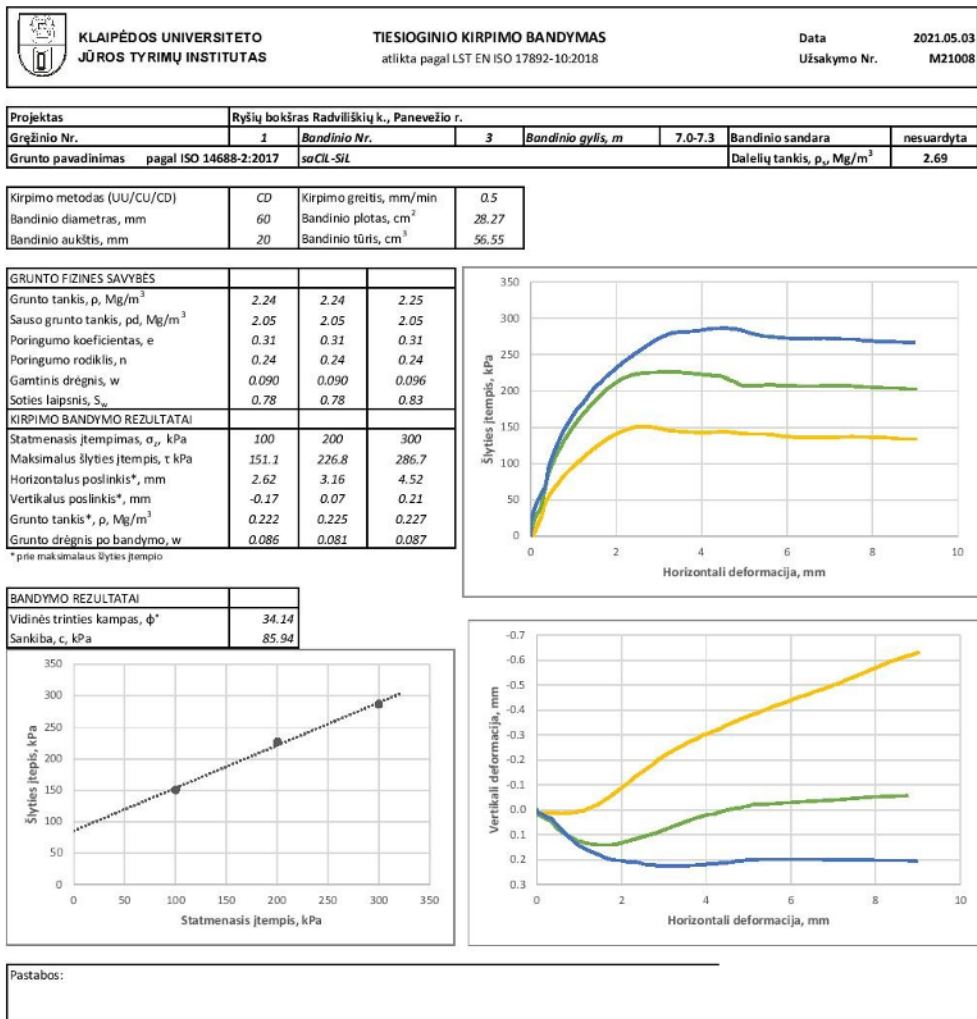 KLAIPĖDOS UNIVERSITETO
JŪROS TYRIMŲ INSTITUTAS
TIESIOGINIO KIRPIMO BANDYMAS
atlikta pagal LST EN ISO 17892-10:2018
Data 2021.05.03
Užsakymo Nr. M21008
Projektas Ryšių bokšras Radviliškių k., Panevežio r.
Gręžinio Nr. 1 Bandinio Nr. 3 Bandinio gylis, m 7.0-7.3 Bandinio sandara nesuardyta
Grunto pavadinimas pagal ISO 14688-2:2017 saClL-SiL Dalelių tankis, ρs, Mg/m³ 2.69
Kirpimo metodas (UU/CU/CD) CD Kirpimo greitis, mm/min 0.5
Bandinio diametras, mm 60 Bandinio plotas, cm² 28.27
Bandinio aukštis, mm 20 Bandinio tūris, cm³ 56.55
GRUNTO FIZINĖS SAVYBĖS
Grunto tankis, ρ, Mg/m³ 2.24 2.24 2.25
Sauso grunto tankis, ρd, Mg/m³ 2.05 2.05 2.05
Poringumo koeficientas, e 0.31 0.31 0.31
Poringumo rodiklis, n 0.24 0.24 0.24
Gamtinis drėgnis, w 0.090 0.090 0.096
Soties laipsnis, Sw 0.78 0.78 0.83
KIRPIMO BANDYMO REZULTATAI
Statmenasis įtempimas, σz, kPa 100 200 300
Maksimalus šlyties įtempis, τ kPa 151.1 226.8 286.7
Horizontalus poslinkis*, mm 2.62 3.16 4.52
Vertikalus poslinkis*, mm -0.17 0.07 0.21
Grunto tankis*, ρ, Mg/m³ 0.222 0.225 0.227
Grunto drėgnis po bandymo, w 0.086 0.081 0.087
* prie maksimalaus šlyties įtempio
350
300
250
200
150
100
50
0
Šlyties įtempis, kPa
0 2 4 6 8 10
Horizontali deformacija, mm
BANDYMO REZULTATAI
Vidinės trinties kampas, ϕ° 34.14
Sankiba, c, kPa 85.94
350
300
250
200
150
100
50
0
Šlyties įtepis, kPa
0 50 100 150 200 250 300 350
Statmenasis įtempis, kPa
-0.7
-0.6
-0.5
-0.4
-0.3
-0.2
-0.1
0.0
0.1
0.2
0.3
Vertikali deformacija, mm
0 2 4 6 8 10
Horizontali deformacija, mm
Pastabos: